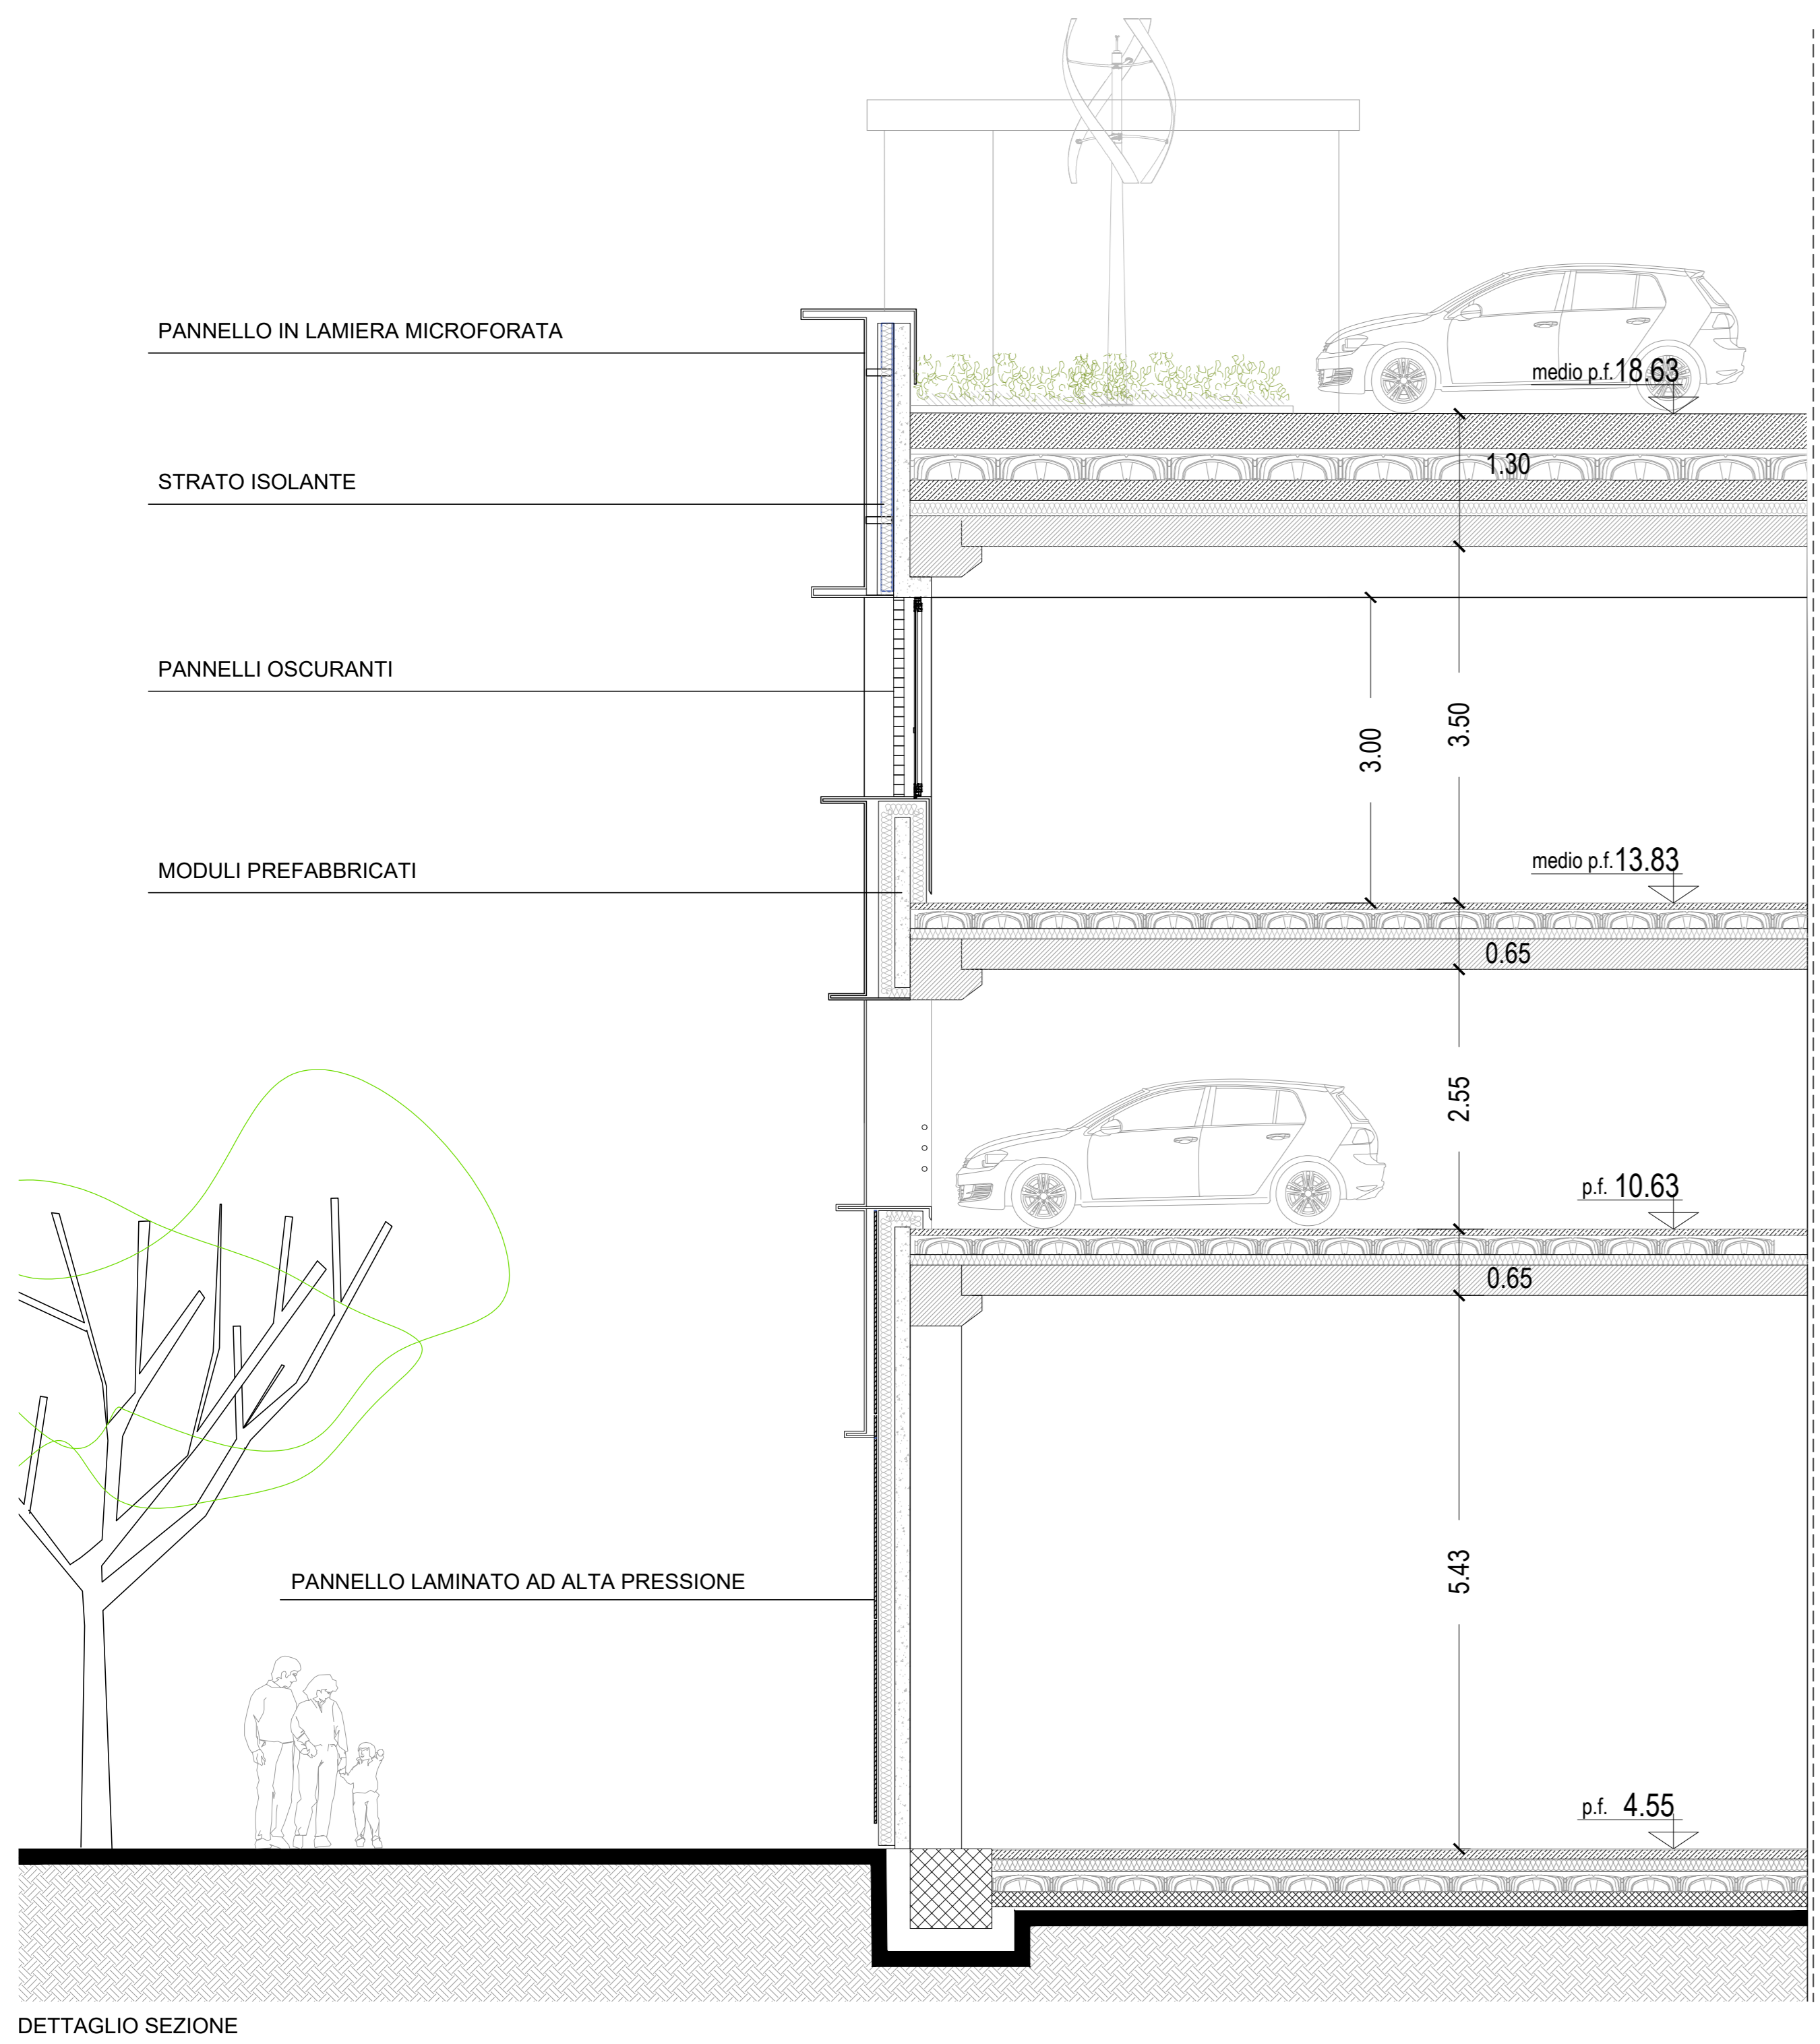 PANNELLO IN LAMIERA MICROFORATA
medio p.f. 18.63
STRATO ISOLANTE
1.30
PANNELLI OSCURANTI
3.00
3.50
MODULI PREFABBRICATI
medio p.f. 13.83
0.65
2.55
p.f. 10.63
0.65
5.43
PANNELLO LAMINATO AD ALTA PRESSIONE
p.f. 4.55
DETTAGLIO SEZIONE